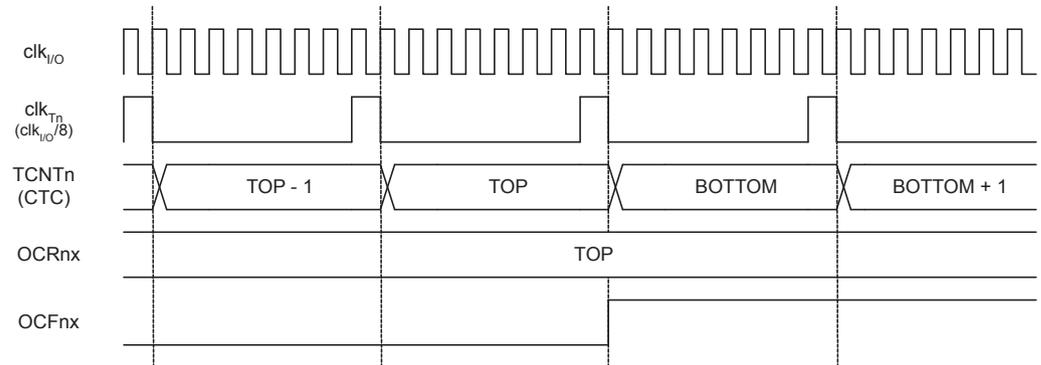 clkI/O
clkTn
(clkI/O/8)
TCNTn
(CTC)
TOP - 1
TOP
BOTTOM
BOTTOM + 1
OCRnx
TOP
OCFnx